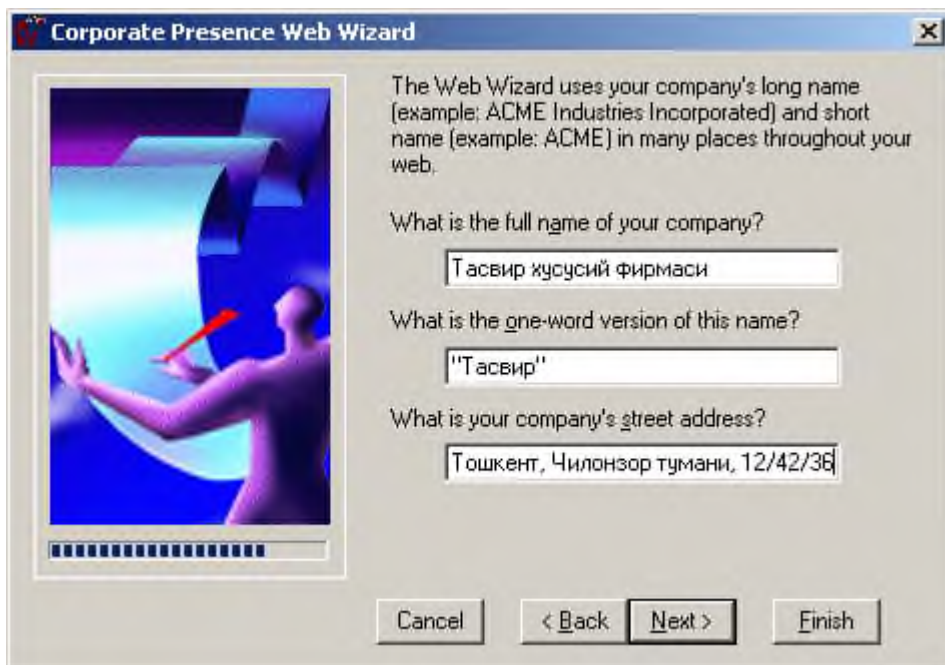 Corporate Presence Web Wizard
The Web Wizard uses your company's long name
(example: ACME Industries Incorporated) and short
name (example: ACME) in many places throughout your
web.
What is the full name of your company?
Тасвир хусусий фирмаси
What is the one-word version of this name?
"Тасвир"
What is your company's street address?
Тошкент, Чилонзор тумани, 12/42/36
Cancel
< Back
Next >
Finish